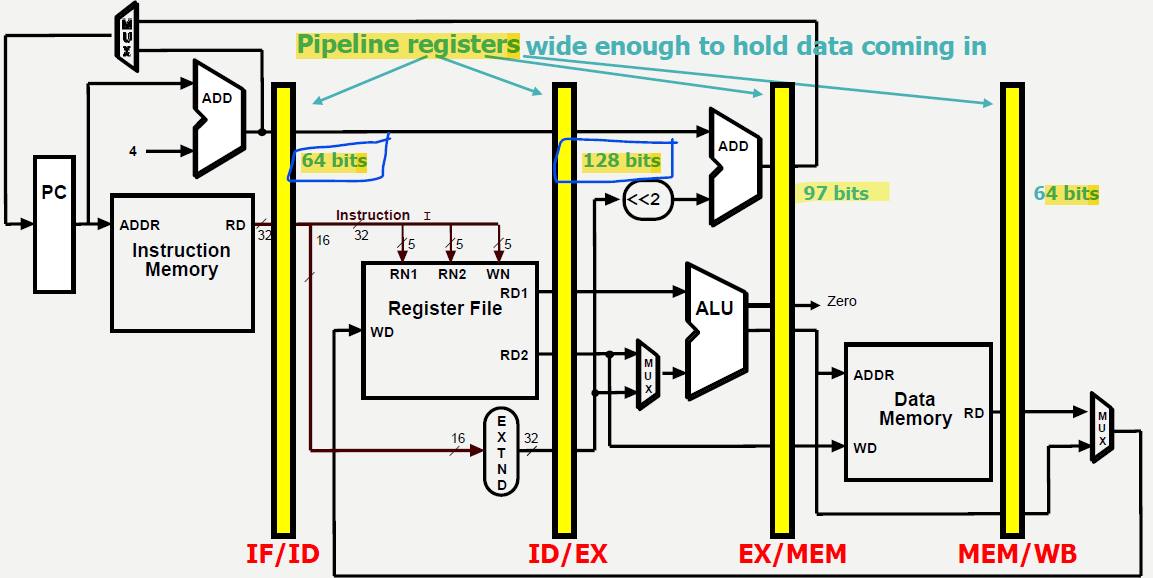 Pipeline registers wide enough to hold data coming in
MUX
ADD
4
64 bits
128 bits
ADD
<<2
97 bits
64 bits
PC
ADDR
RD
Instruction
Memory
32
16
Instruction I
32
5
5
5
RN1
RN2
WN
RD1
Register File
WD
RD2
16
EXTND
32
MUX
ALU
Zero
ADDR
Data
Memory
RD
WD
MUX
IF/ID
ID/EX
EX/MEM
MEM/WB